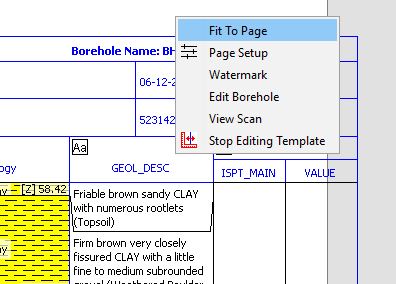 Fit To Page
Borehole Name: BH
Page Setup
06-12-2
Watermark
Edit Borehole
523142
View Scan
Stop Editing Template
Aa
ogy
GEOL_DESC
ISPT_MAIN
VALUE
[Z] 58.42
Friable brown sandy CLAY
with numerous rootlets
(Topsoil)
Firm brown very closely
fissured CLAY with a little
fine to medium subrounded